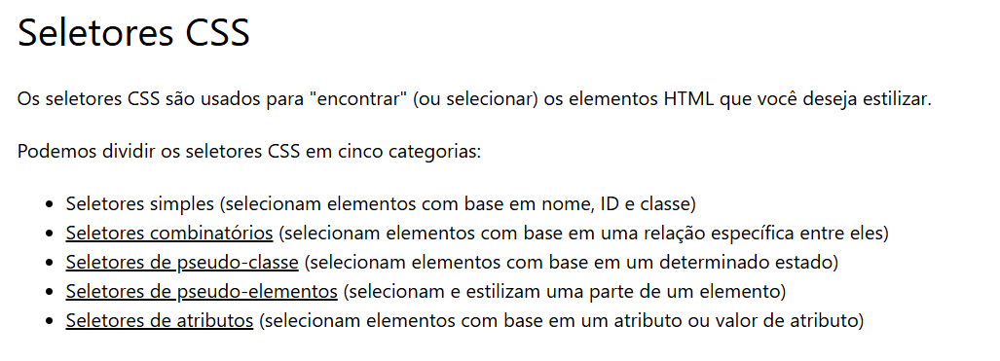 Seletores CSS
Os seletores CSS são usados para "encontrar" (ou selecionar) os elementos HTML que você deseja estilizar.
Podemos dividir os seletores CSS em cinco categorias:
• Seletores simples (selecionam elementos com base em nome, ID e classe)
• Seletores combinatórios (selecionam elementos com base em uma relação específica entre eles)
• Seletores de pseudo-classe (selecionam elementos com base em um determinado estado)
• Seletores de pseudo-elementos (selecionam e estilizam uma parte de um elemento)
• Seletores de atributos (selecionam elementos com base em um atributo ou valor de atributo)